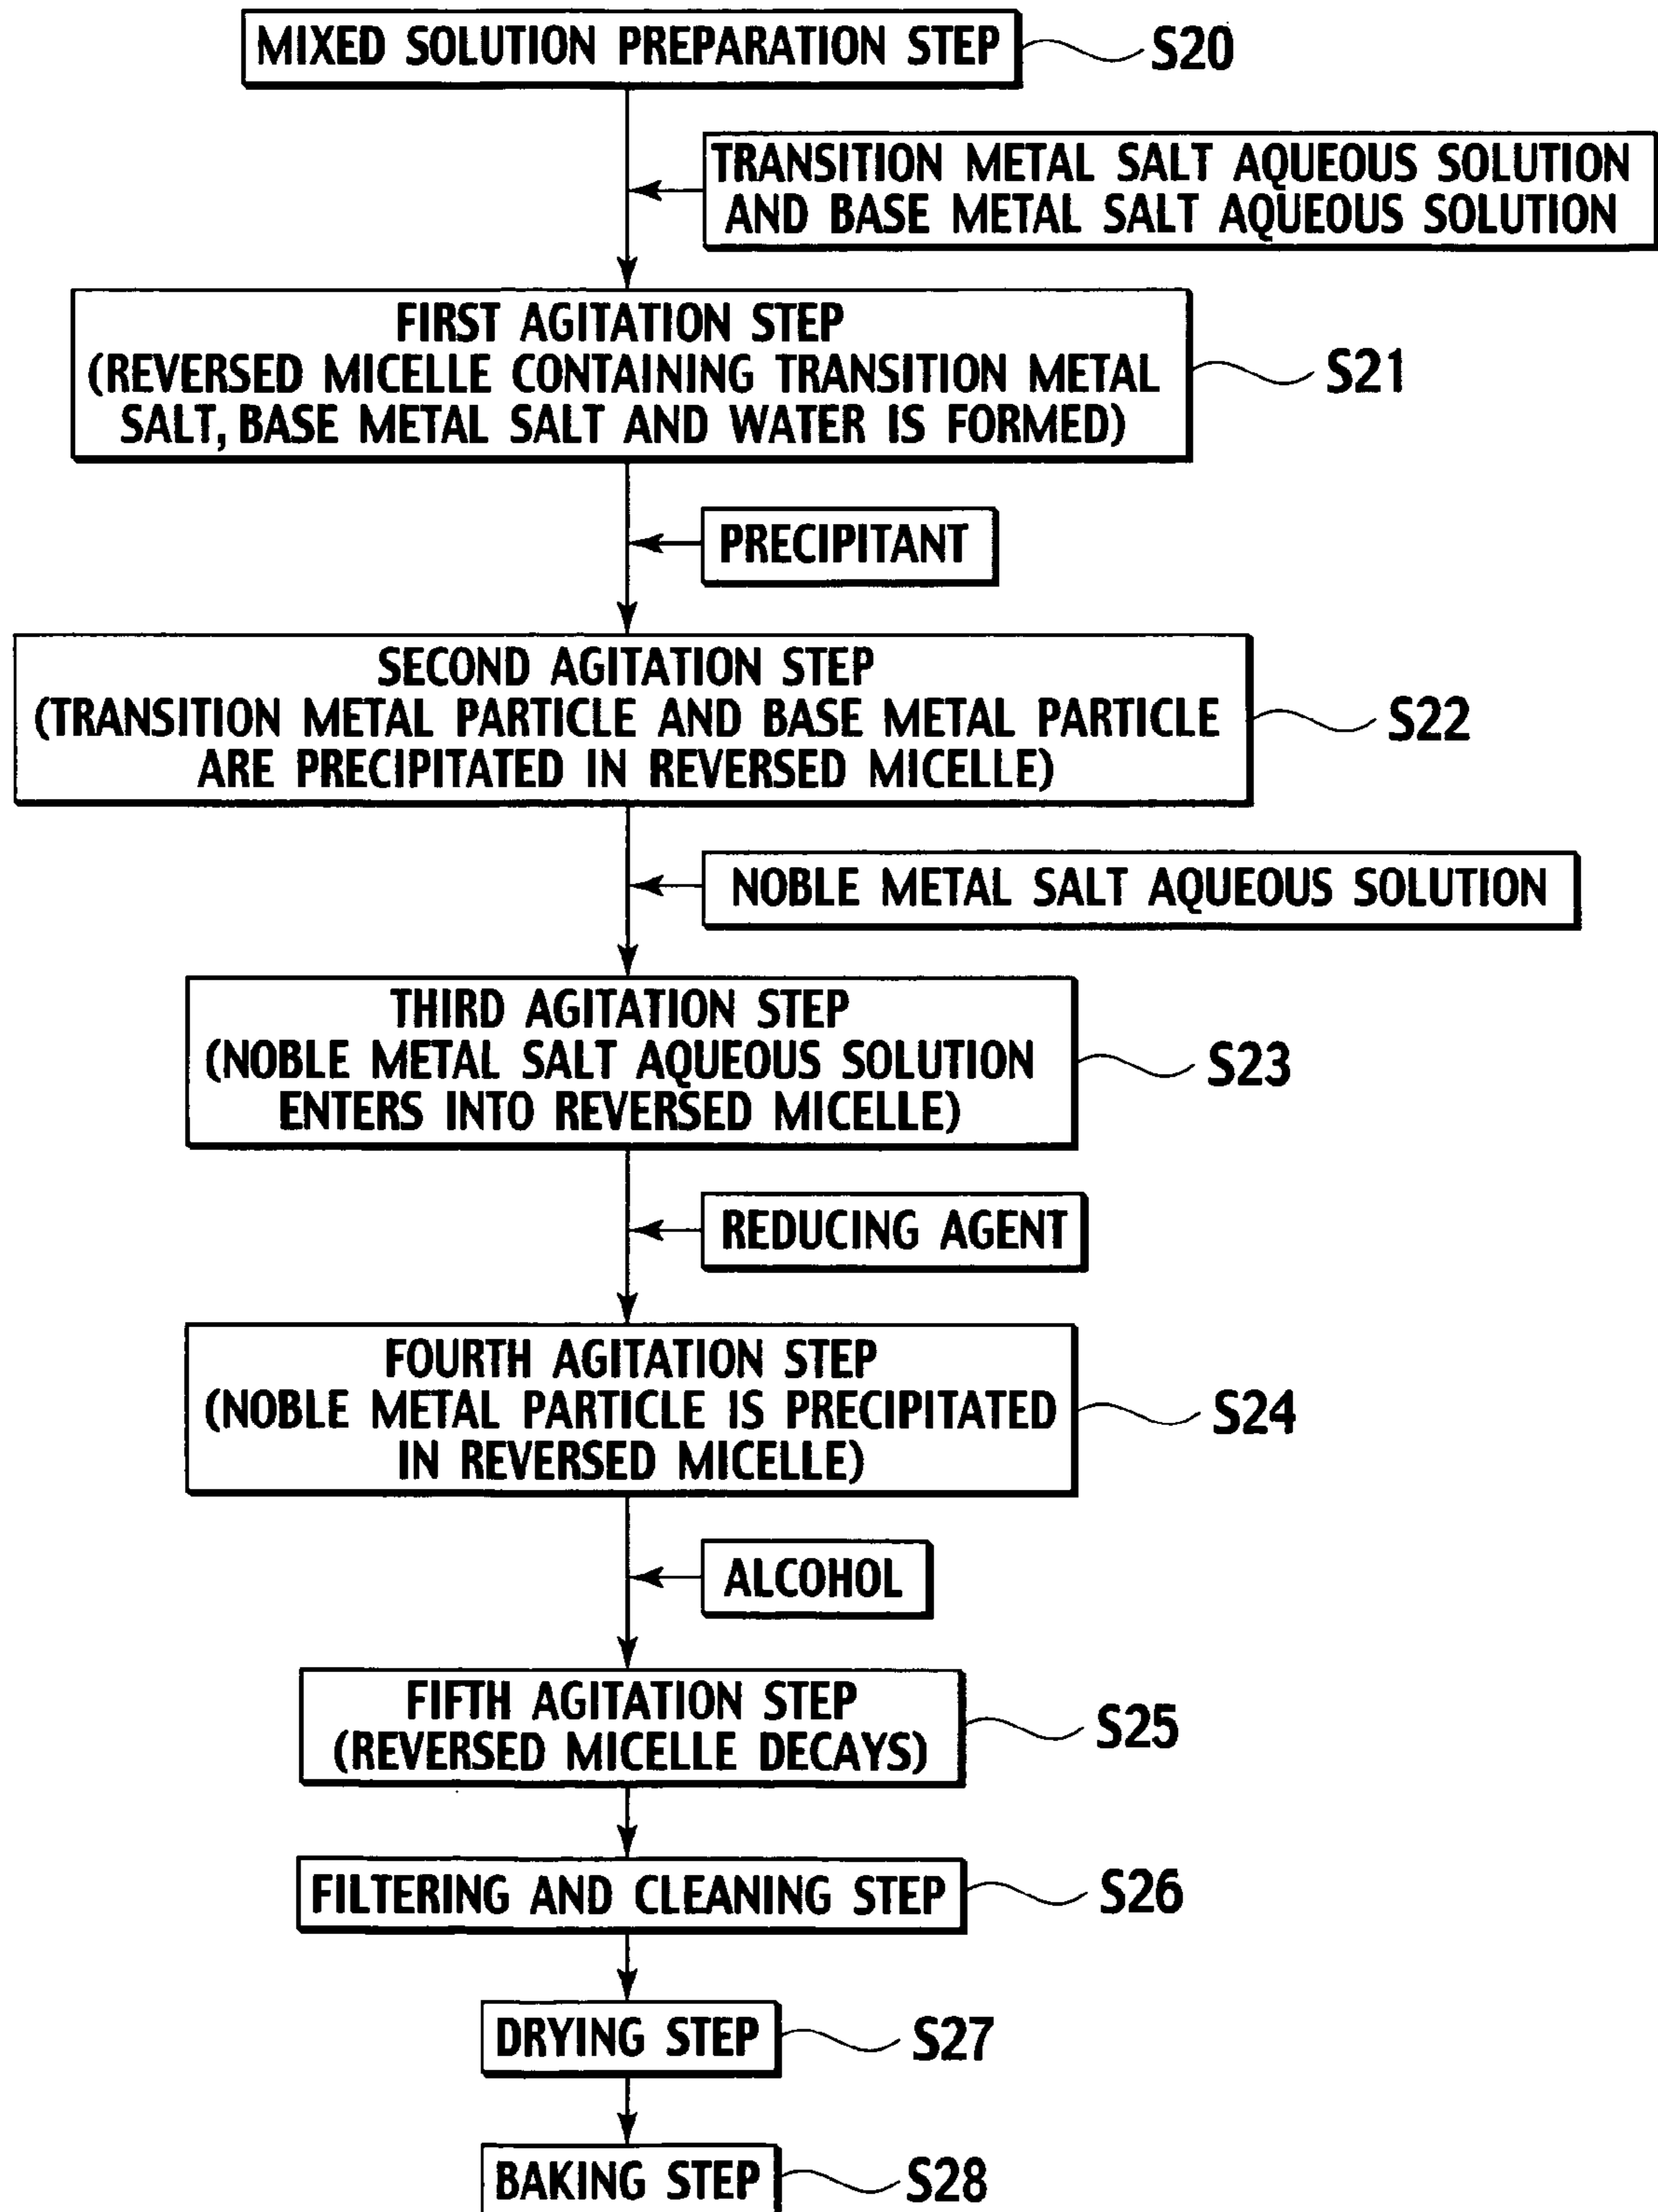 MIXED SOLUTION PREPARATION STEP
S20
TRANSITION METAL SALT AQUEOUS SOLUTION
AND BASE METAL SALT AQUEOUS SOLUTION
FIRST AGITATION STEP
(REVERSED MICELLE CONTAINING TRANSITION METAL
SALT, BASE METAL SALT AND WATER IS FORMED)
S21
PRECIPITANT
SECOND AGITATION STEP
(TRANSITION METAL PARTICLE AND BASE METAL PARTICLE
ARE PRECIPITATED IN REVERSED MICELLE)
S22
NOBLE METAL SALT AQUEOUS SOLUTION
THIRD AGITATION STEP
(NOBLE METAL SALT AQUEOUS SOLUTION
ENTERS INTO REVERSED MICELLE)
S23
REDUCING AGENT
FOURTH AGITATION STEP
(NOBLE METAL PARTICLE IS PRECIPITATED
IN REVERSED MICELLE)
S24
ALCOHOL
FIFTH AGITATION STEP
(REVERSED MICELLE DECAYS)
S25
FILTERING AND CLEANING STEP
S26
DRYING STEP
S27
BAKING STEP
S28